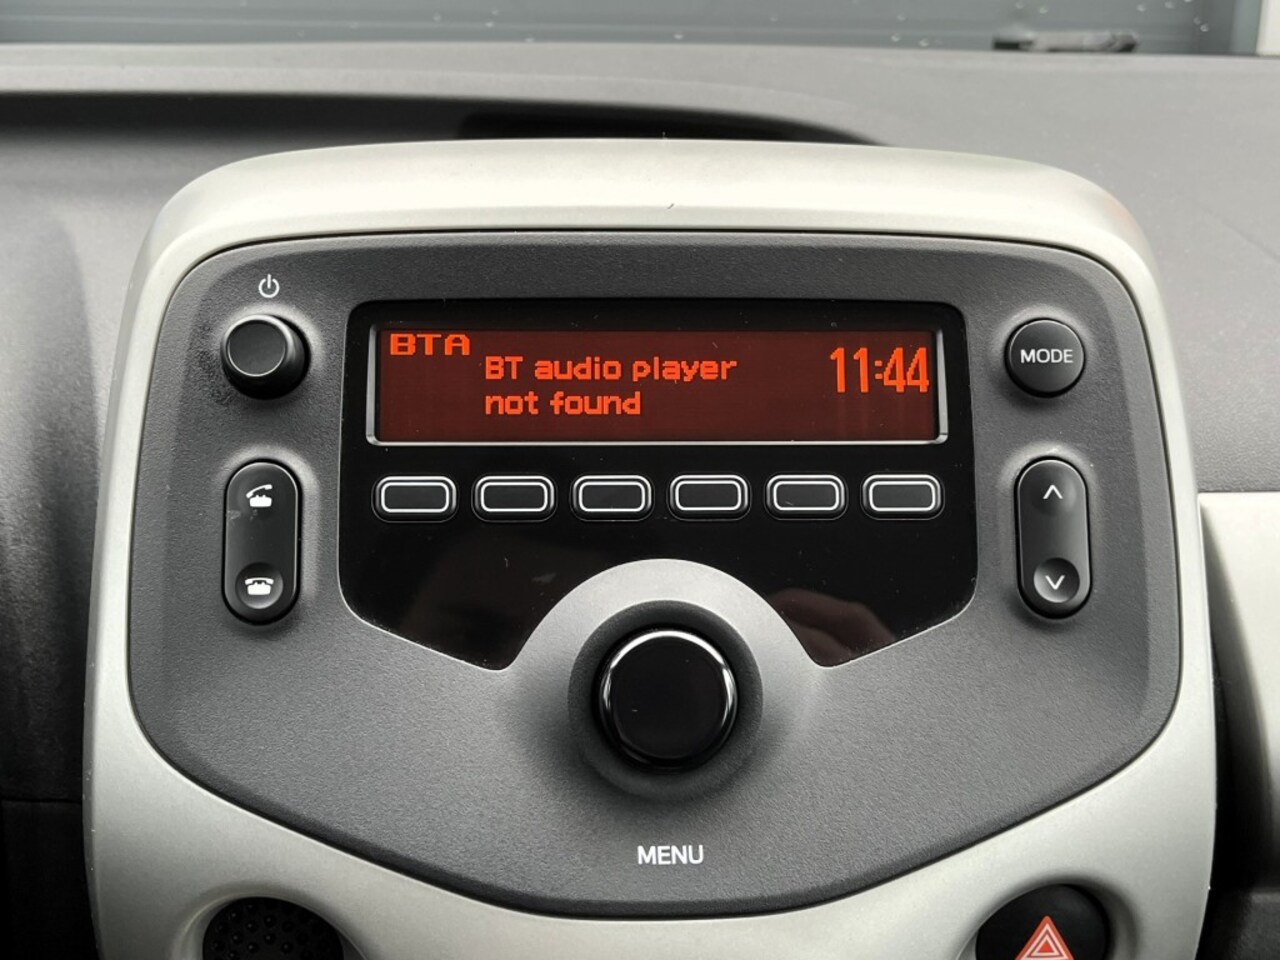 BTA
BT audio player
not found
11:44
MODE
MENU